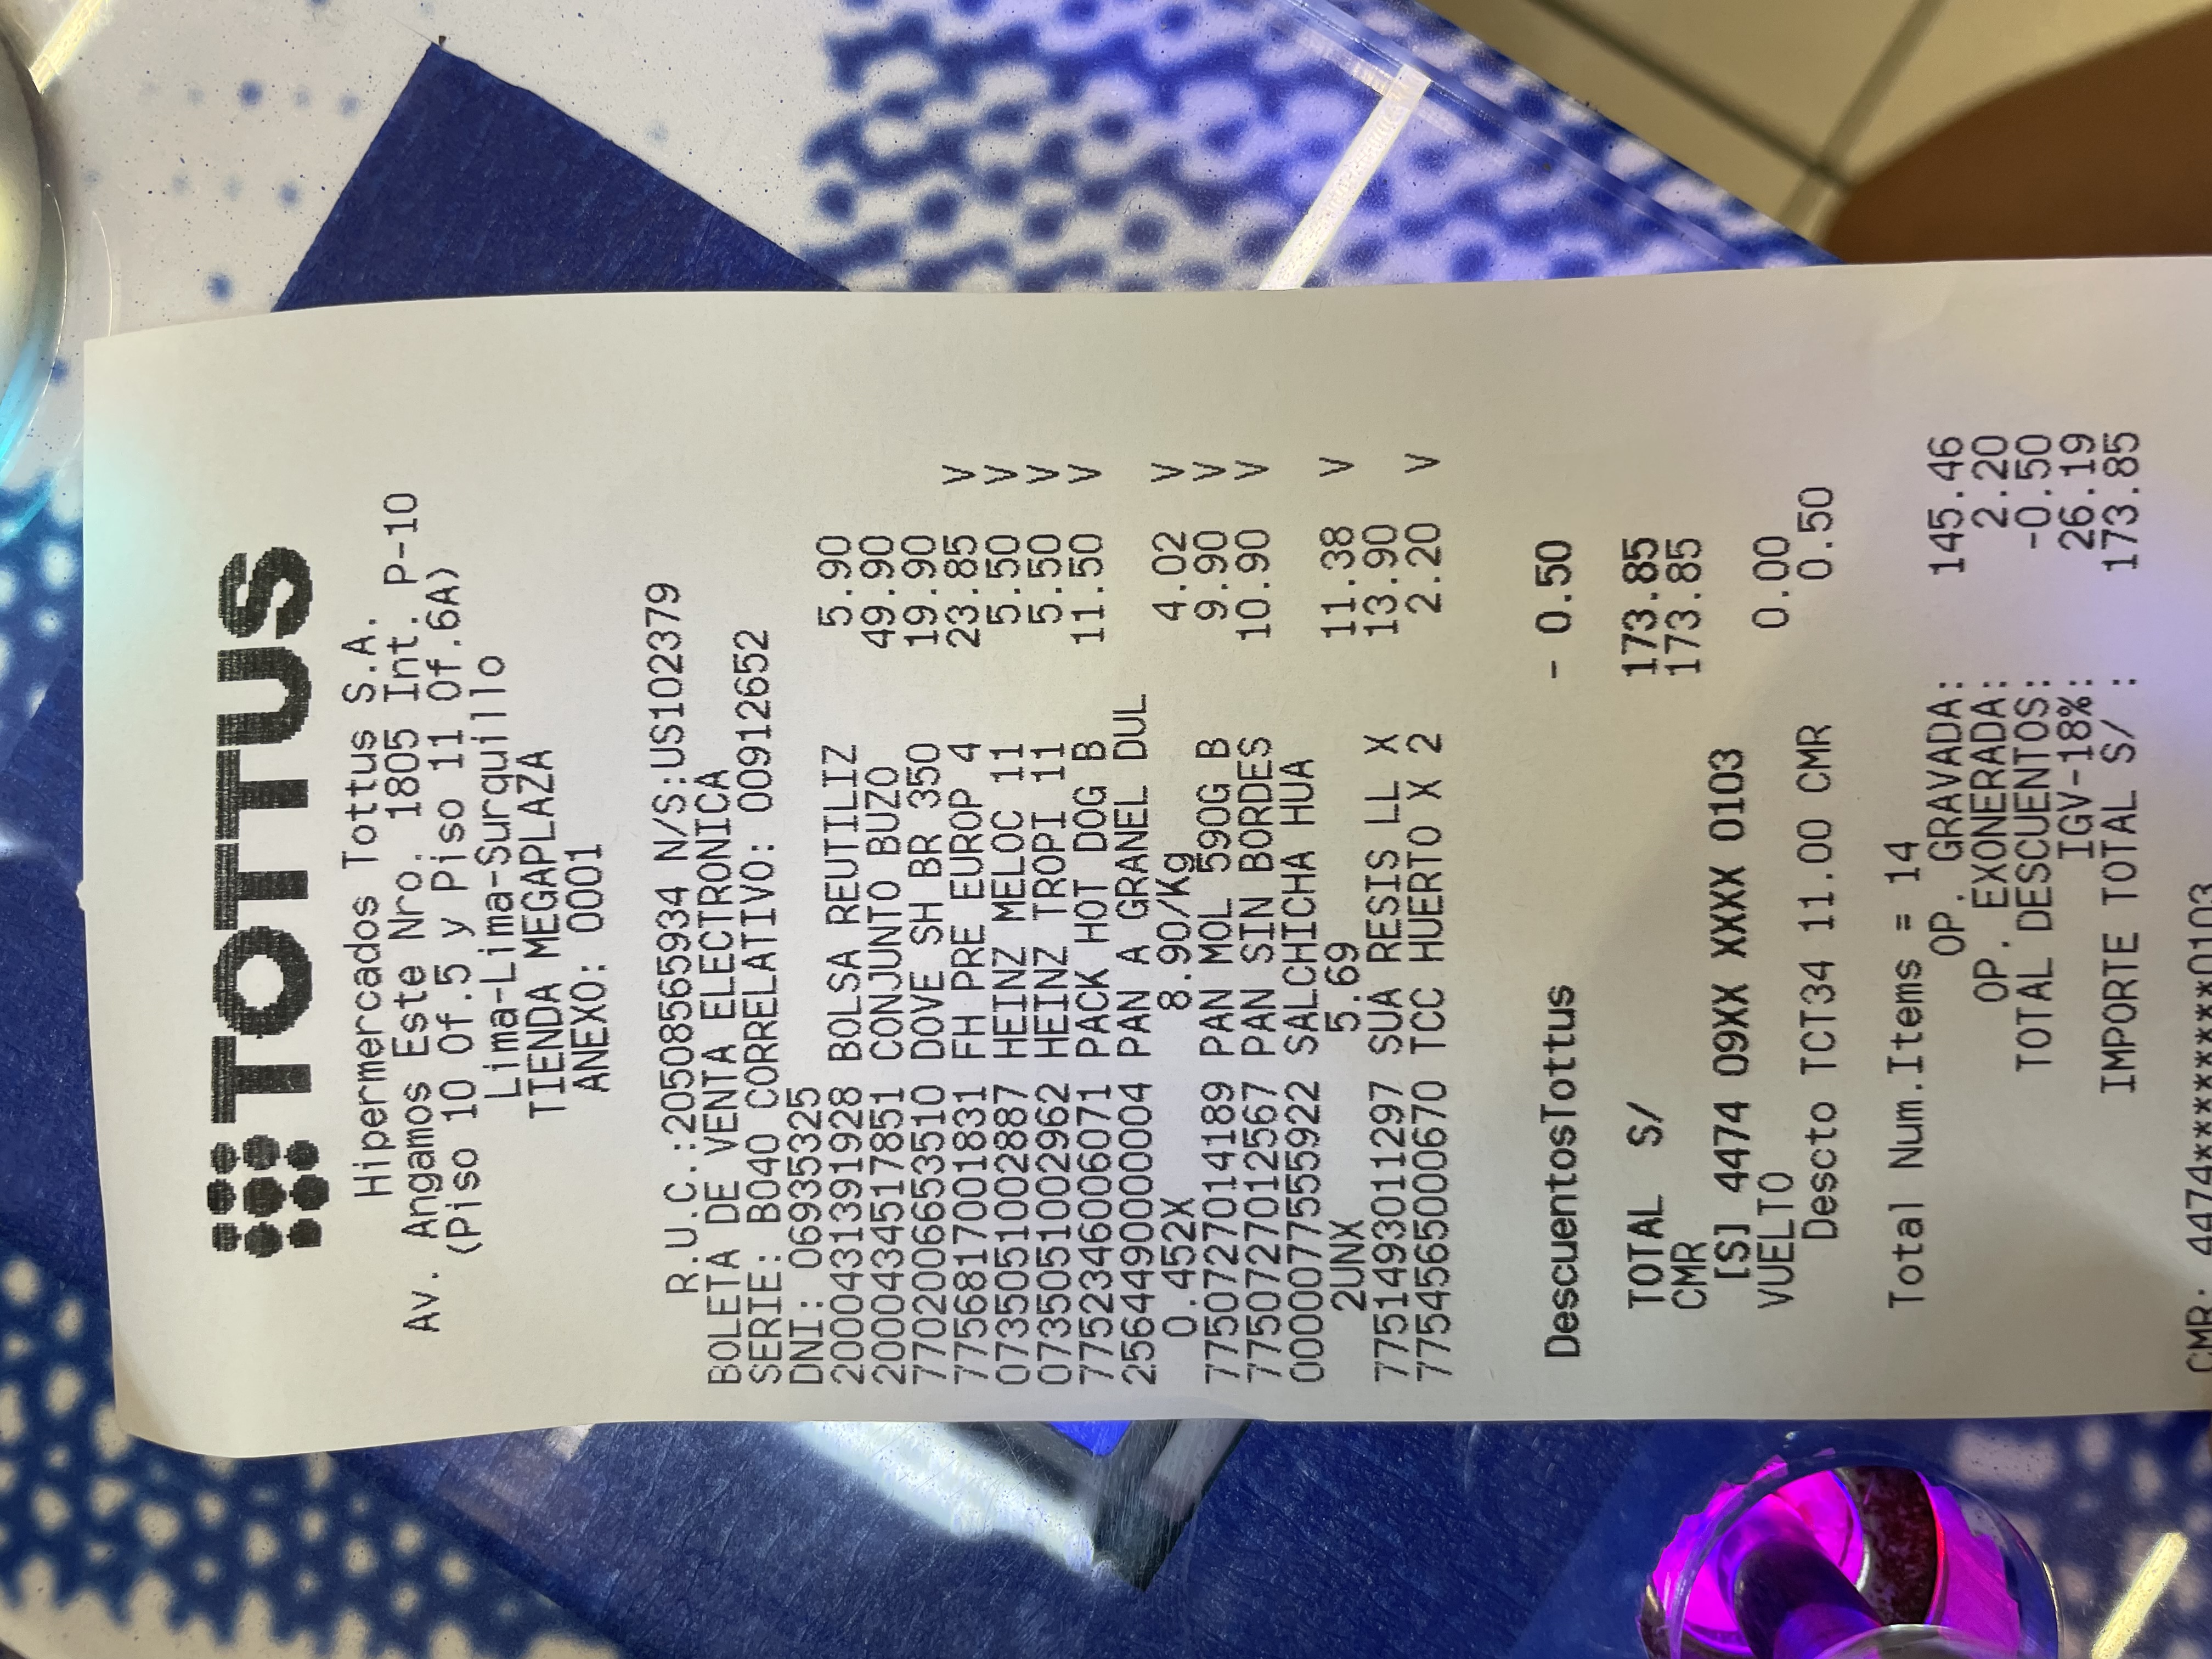 TOTTUS
Hipermercados Tottus S.A.
Av. Angamos Este Nro. 1805 Int. P-10
(Piso 10 Of.5 y Piso 11 Of.6A)
Lima-Lima-Surquillo
TIENDA MEGAPLAZA
ANEXO: 0001
R.U.C.:20508565934 N/S:US102379
BOLETA DE VENTA ELECTRONICA
SERIE: B040 CORRELATIVO: 00912652
DNI: 06935325
2000431391928 BOLSA REUTILIZ 5.90
2000434517851 CONJUNTO BUZO 49.90
7702006653510 DOVE SH BR 350 19.90
7756817001831 FH PRE EUROP 4 23.85 V
0735051002887 HEINZ MELOC 11 5.50 V
0735051002962 HEINZ TROPI 11 5.50 V
7752346006071 PACK HOT DOG B 11.50 V
2564490000004 PAN A GRANEL DUL
0.452X 8.90/Kg 4.02 V
7750727014189 PAN MOL 590G B 9.90 V
7750727012567 PAN SIN BORDES 10.90 V
0000077555922 SALCHICHA HUA
2UNX 5.69 11.38 V
7751493011297 SUA RESIS LL X 13.90
7754565000670 TCC HUERTO X 2 2.20 V
DescuentosTottus - 0.50
TOTAL S/ 173.85
CMR 173.85
[S] 4474 09XX XXXX 0103
VUELTO 0.00
Descto TCT34 11.00 CMR 0.50
Total Num.Items = 14
OP. GRAVADA: 145.46
OP. EXONERADA: 2.20
TOTAL DESCUENTOS: -0.50
IGV-18%: 26.19
IMPORTE TOTAL S/ : 173.85
CMR: 4474********0103